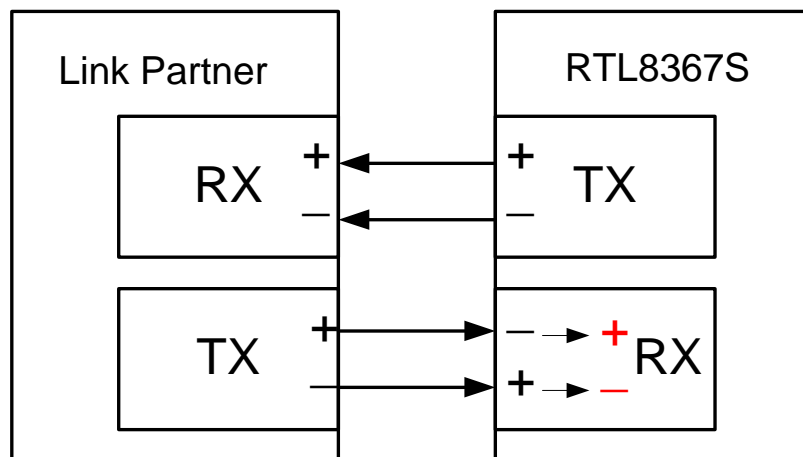 Link Partner
RTL8367S
RX + + TX
– –
TX + – + RX
– + –